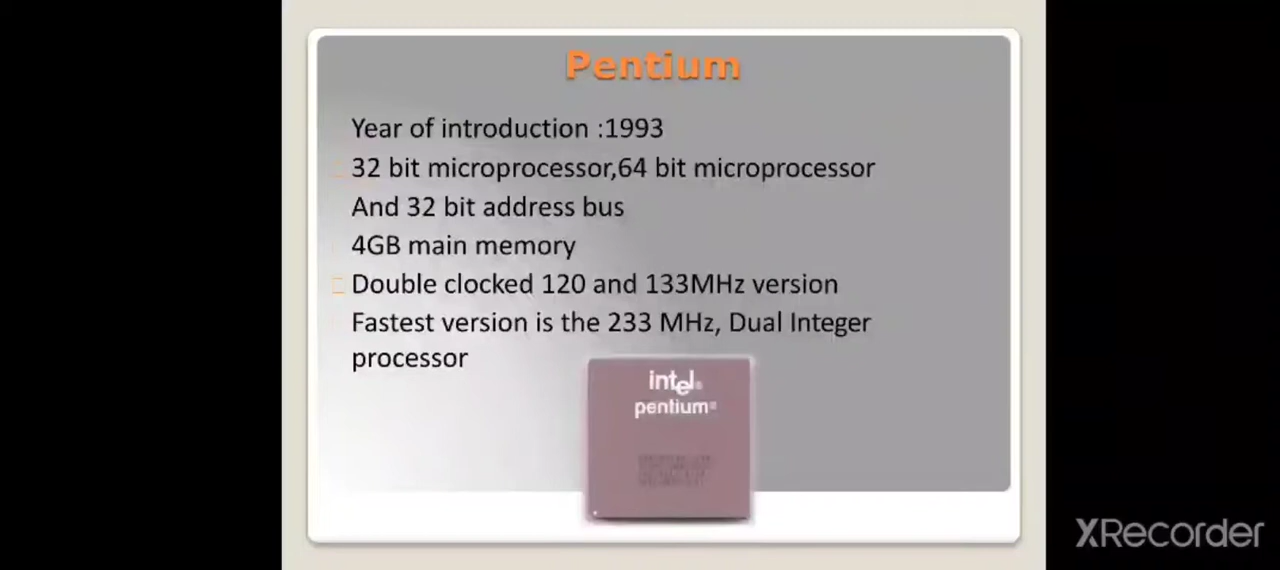 Pentium
Year of introduction :1993
32 bit microprocessor,64 bit microprocessor
And 32 bit address bus
4GB main memory
Double clocked 120 and 133MHz version
Fastest version is the 233 MHz, Dual Integer
processor
intel®
pentium®
XRecorder